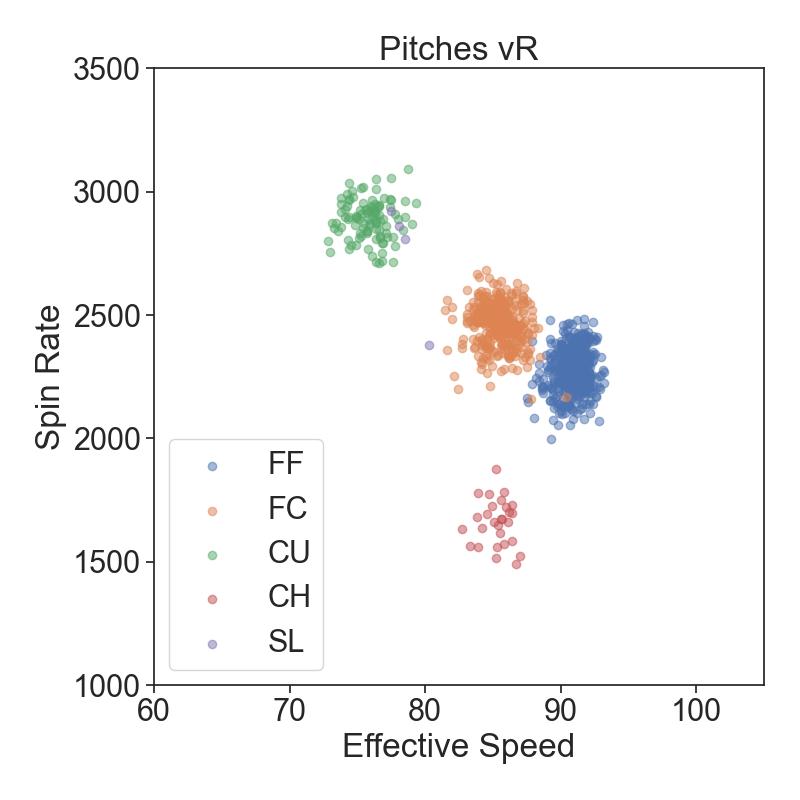 Pitches vR
3500
3000
2500
2000
1500
1000
Spin Rate
FF
FC
CU
CH
SL
60 70 80 90 100
Effective Speed